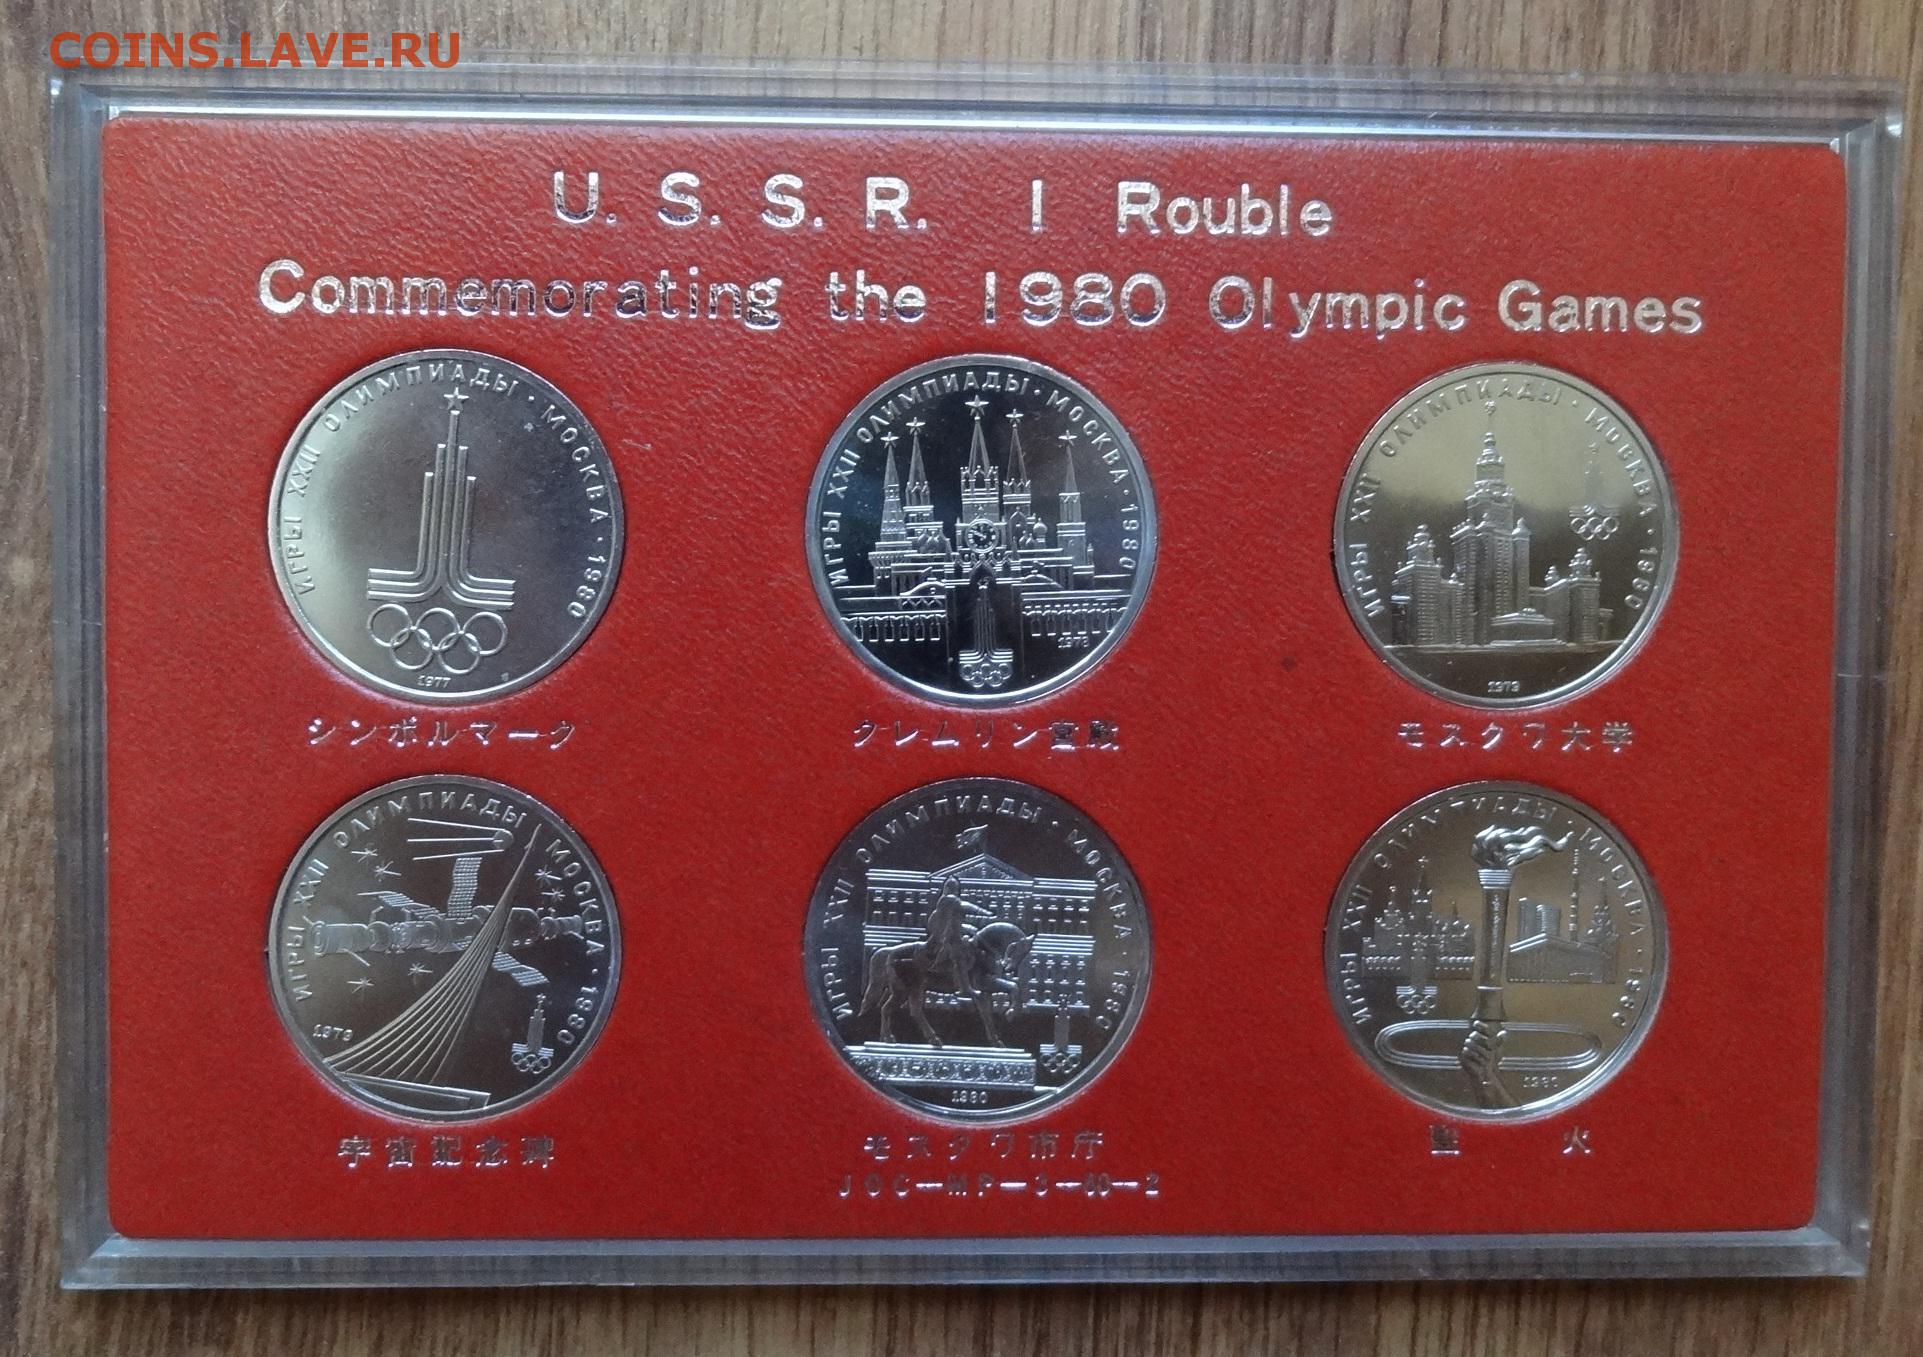 COINS.LAVE.RU
U. S. S. R. 1 Rouble
Commemorating the 1980 Olympic Games
ИГРЫ XXII ОЛИМПИАДЫ · МОСКВА · 1980
1977
ИГРЫ XXII ОЛИМПИАДЫ · МОСКВА · 1980
1978
ИГРЫ XXII ОЛИМПИАДЫ · МОСКВА · 1980
1979
シンボルマーク
クレムリン宮殿
モスクワ大学
ИГРЫ XXII ОЛИМПИАДЫ МОСКВА · 1980
1979
ИГРЫ XXII ОЛИМПИАДЫ · МОСКВА · 1980
1980
ИГРЫ XXII ОЛИМПИАДЫ · МОСКВА · 1980
1980
宇宙記念碑
モスクワ市庁
聖火
JOC-MP-3-60-2